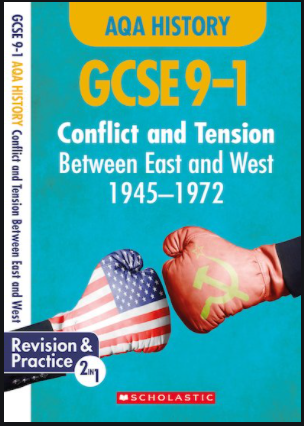 GCSE 9–1 AQA HISTORY Conflict and Tension Between East and West
AQA HISTORY
GCSE 9–1
Conflict and Tension
Between East and West
1945–1972
Revision &
Practice
2 IN 1
SCHOLASTIC